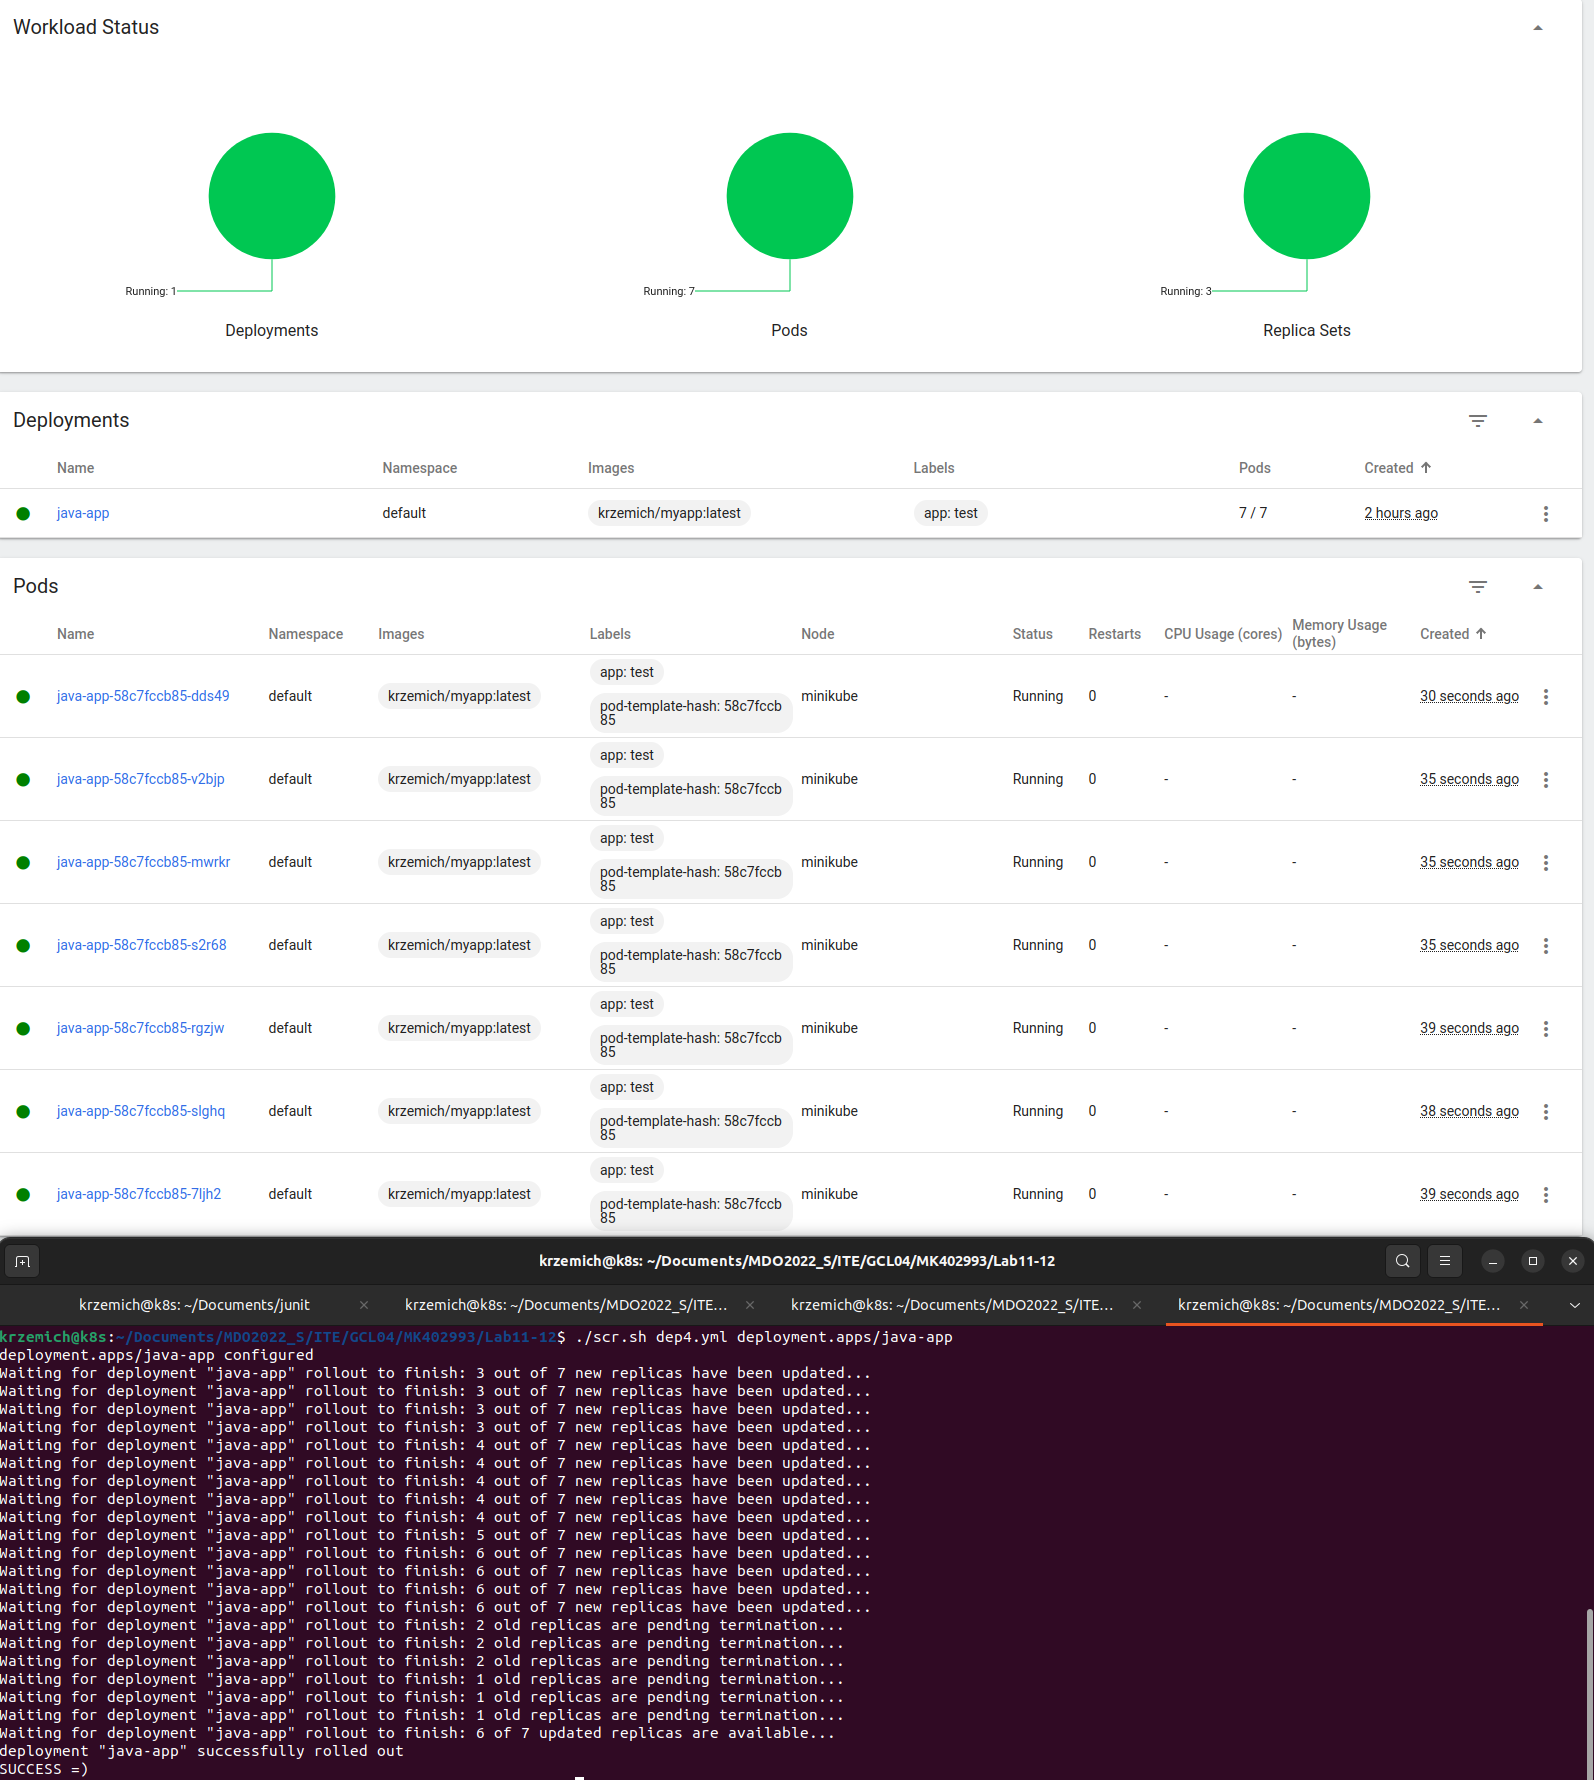 Workload Status
Running: 1
Running: 7
Running: 3
Deployments
Pods
Replica Sets
Deployments
Name Namespace Images Labels Pods Created
java-app default krzemich/myapp:latest app: test 7 / 7 2 hours ago
Pods
Name Namespace Images Labels Node Status Restarts CPU Usage (cores) Memory Usage (bytes) Created
app: test
java-app-58c7fccb85-dds49 default krzemich/myapp:latest pod-template-hash: 58c7fccb minikube Running 0 - - 30 seconds ago
85
app: test
java-app-58c7fccb85-v2bjp default krzemich/myapp:latest pod-template-hash: 58c7fccb minikube Running 0 - - 35 seconds ago
85
app: test
java-app-58c7fccb85-mwrkr default krzemich/myapp:latest pod-template-hash: 58c7fccb minikube Running 0 - - 35 seconds ago
85
app: test
java-app-58c7fccb85-s2r68 default krzemich/myapp:latest pod-template-hash: 58c7fccb minikube Running 0 - - 35 seconds ago
85
app: test
java-app-58c7fccb85-rgzjw default krzemich/myapp:latest pod-template-hash: 58c7fccb minikube Running 0 - - 39 seconds ago
85
app: test
java-app-58c7fccb85-slghq default krzemich/myapp:latest pod-template-hash: 58c7fccb minikube Running 0 - - 38 seconds ago
85
app: test
java-app-58c7fccb85-7ljh2 default krzemich/myapp:latest pod-template-hash: 58c7fccb minikube Running 0 - - 39 seconds ago
85
krzemich@k8s: ~/Documents/MDO2022_S/ITE/GCL04/MK402993/Lab11-12
krzemich@k8s: ~/Documents/junit krzemich@k8s: ~/Documents/MDO2022_S/ITE... krzemich@k8s: ~/Documents/MDO2022_S/ITE... krzemich@k8s: ~/Documents/MDO2022_S/ITE...
krzemich@k8s:~/Documents/MDO2022_S/ITE/GCL04/MK402993/Lab11-12$ ./scr.sh dep4.yml deployment.apps/java-app
deployment.apps/java-app configured
Waiting for deployment "java-app" rollout to finish: 3 out of 7 new replicas have been updated...
Waiting for deployment "java-app" rollout to finish: 3 out of 7 new replicas have been updated...
Waiting for deployment "java-app" rollout to finish: 3 out of 7 new replicas have been updated...
Waiting for deployment "java-app" rollout to finish: 3 out of 7 new replicas have been updated...
Waiting for deployment "java-app" rollout to finish: 4 out of 7 new replicas have been updated...
Waiting for deployment "java-app" rollout to finish: 4 out of 7 new replicas have been updated...
Waiting for deployment "java-app" rollout to finish: 4 out of 7 new replicas have been updated...
Waiting for deployment "java-app" rollout to finish: 4 out of 7 new replicas have been updated...
Waiting for deployment "java-app" rollout to finish: 4 out of 7 new replicas have been updated...
Waiting for deployment "java-app" rollout to finish: 5 out of 7 new replicas have been updated...
Waiting for deployment "java-app" rollout to finish: 6 out of 7 new replicas have been updated...
Waiting for deployment "java-app" rollout to finish: 6 out of 7 new replicas have been updated...
Waiting for deployment "java-app" rollout to finish: 6 out of 7 new replicas have been updated...
Waiting for deployment "java-app" rollout to finish: 6 out of 7 new replicas have been updated...
Waiting for deployment "java-app" rollout to finish: 2 old replicas are pending termination...
Waiting for deployment "java-app" rollout to finish: 2 old replicas are pending termination...
Waiting for deployment "java-app" rollout to finish: 2 old replicas are pending termination...
Waiting for deployment "java-app" rollout to finish: 1 old replicas are pending termination...
Waiting for deployment "java-app" rollout to finish: 1 old replicas are pending termination...
Waiting for deployment "java-app" rollout to finish: 1 old replicas are pending termination...
Waiting for deployment "java-app" rollout to finish: 6 of 7 updated replicas are available...
deployment "java-app" successfully rolled out
SUCCESS =)